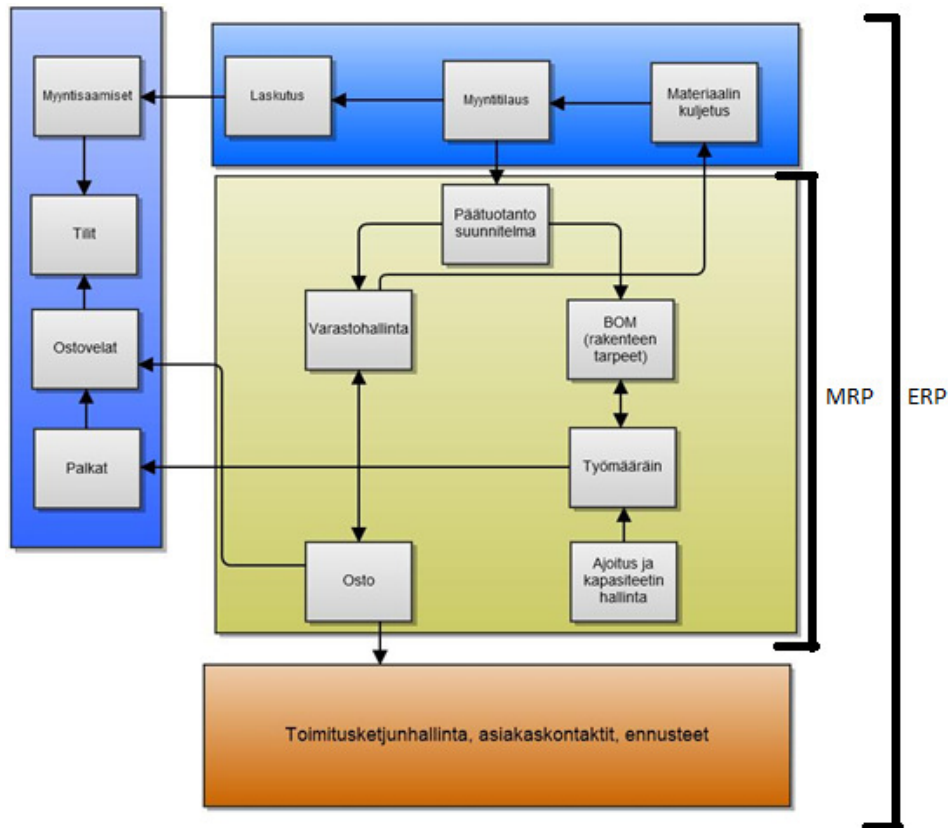 Myyntisaamiset
Laskutus
Myyntitilaus
Materiaalin
kuljetus
Tilit
Päätuotanto
suunnitelma
Ostovelat
Varastohallinta
BOM
(rakenteen
tarpeet)
MRP
ERP
Palkat
Työmääräin
Osto
Ajoitus ja
kapasiteetin
hallinta
Toimitusketjunhallinta, asiakaskontaktit, ennusteet